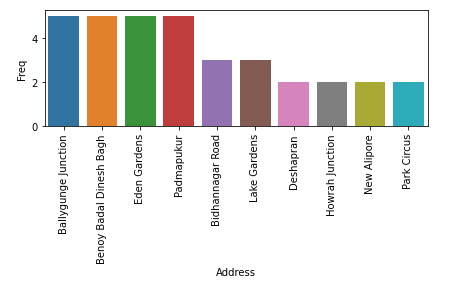 Freq
4
2
0
Ballygunge Junction
Benoy Badal Dinesh Bagh
Eden Gardens
Padmapukur
Bidhannagar Road
Lake Gardens
Deshapran
Howrah Junction
New Alipore
Park Circus
Address